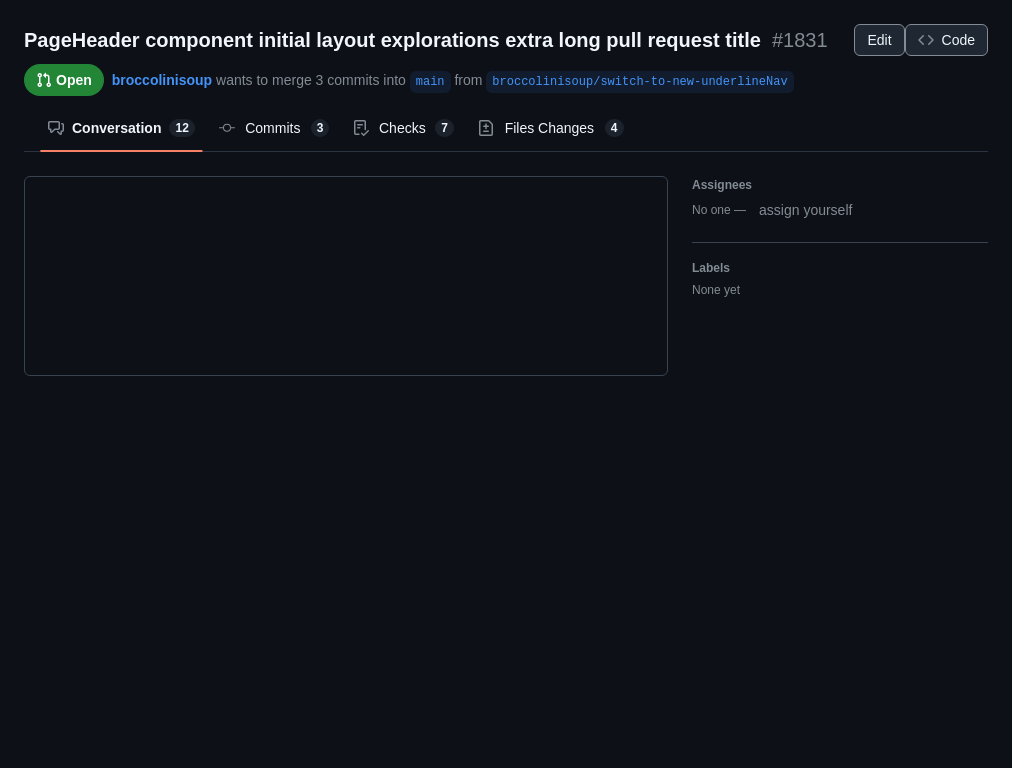 PageHeader component initial layout explorations extra long pull request title #1831
Edit
Code
Open
broccolinisoup wants to merge 3 commits into main from broccolinisoup/switch-to-new-underlineNav
Conversation 12
Commits 3
Checks 7
Files Changes 4
Assignees
No one — assign yourself
Labels
None yet